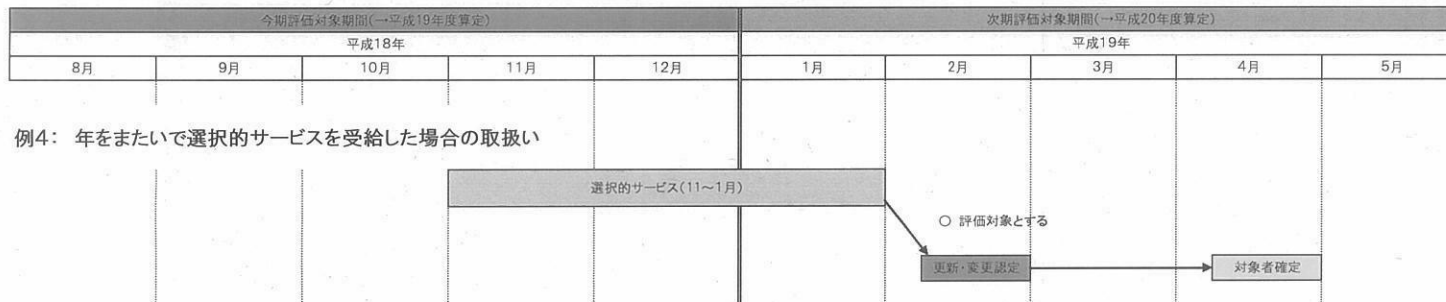 今期評価対象期間(→平成19年度算定)
次期評価対象期間(→平成20年度算定)
平成18年
平成19年
8月
9月
10月
11月
12月
1月
2月
3月
4月
5月
例4： 年をまたいで選択的サービスを受給した場合の取扱い
選択的サービス(11～1月)
○ 評価対象とする
更新・変更認定
対象者確定